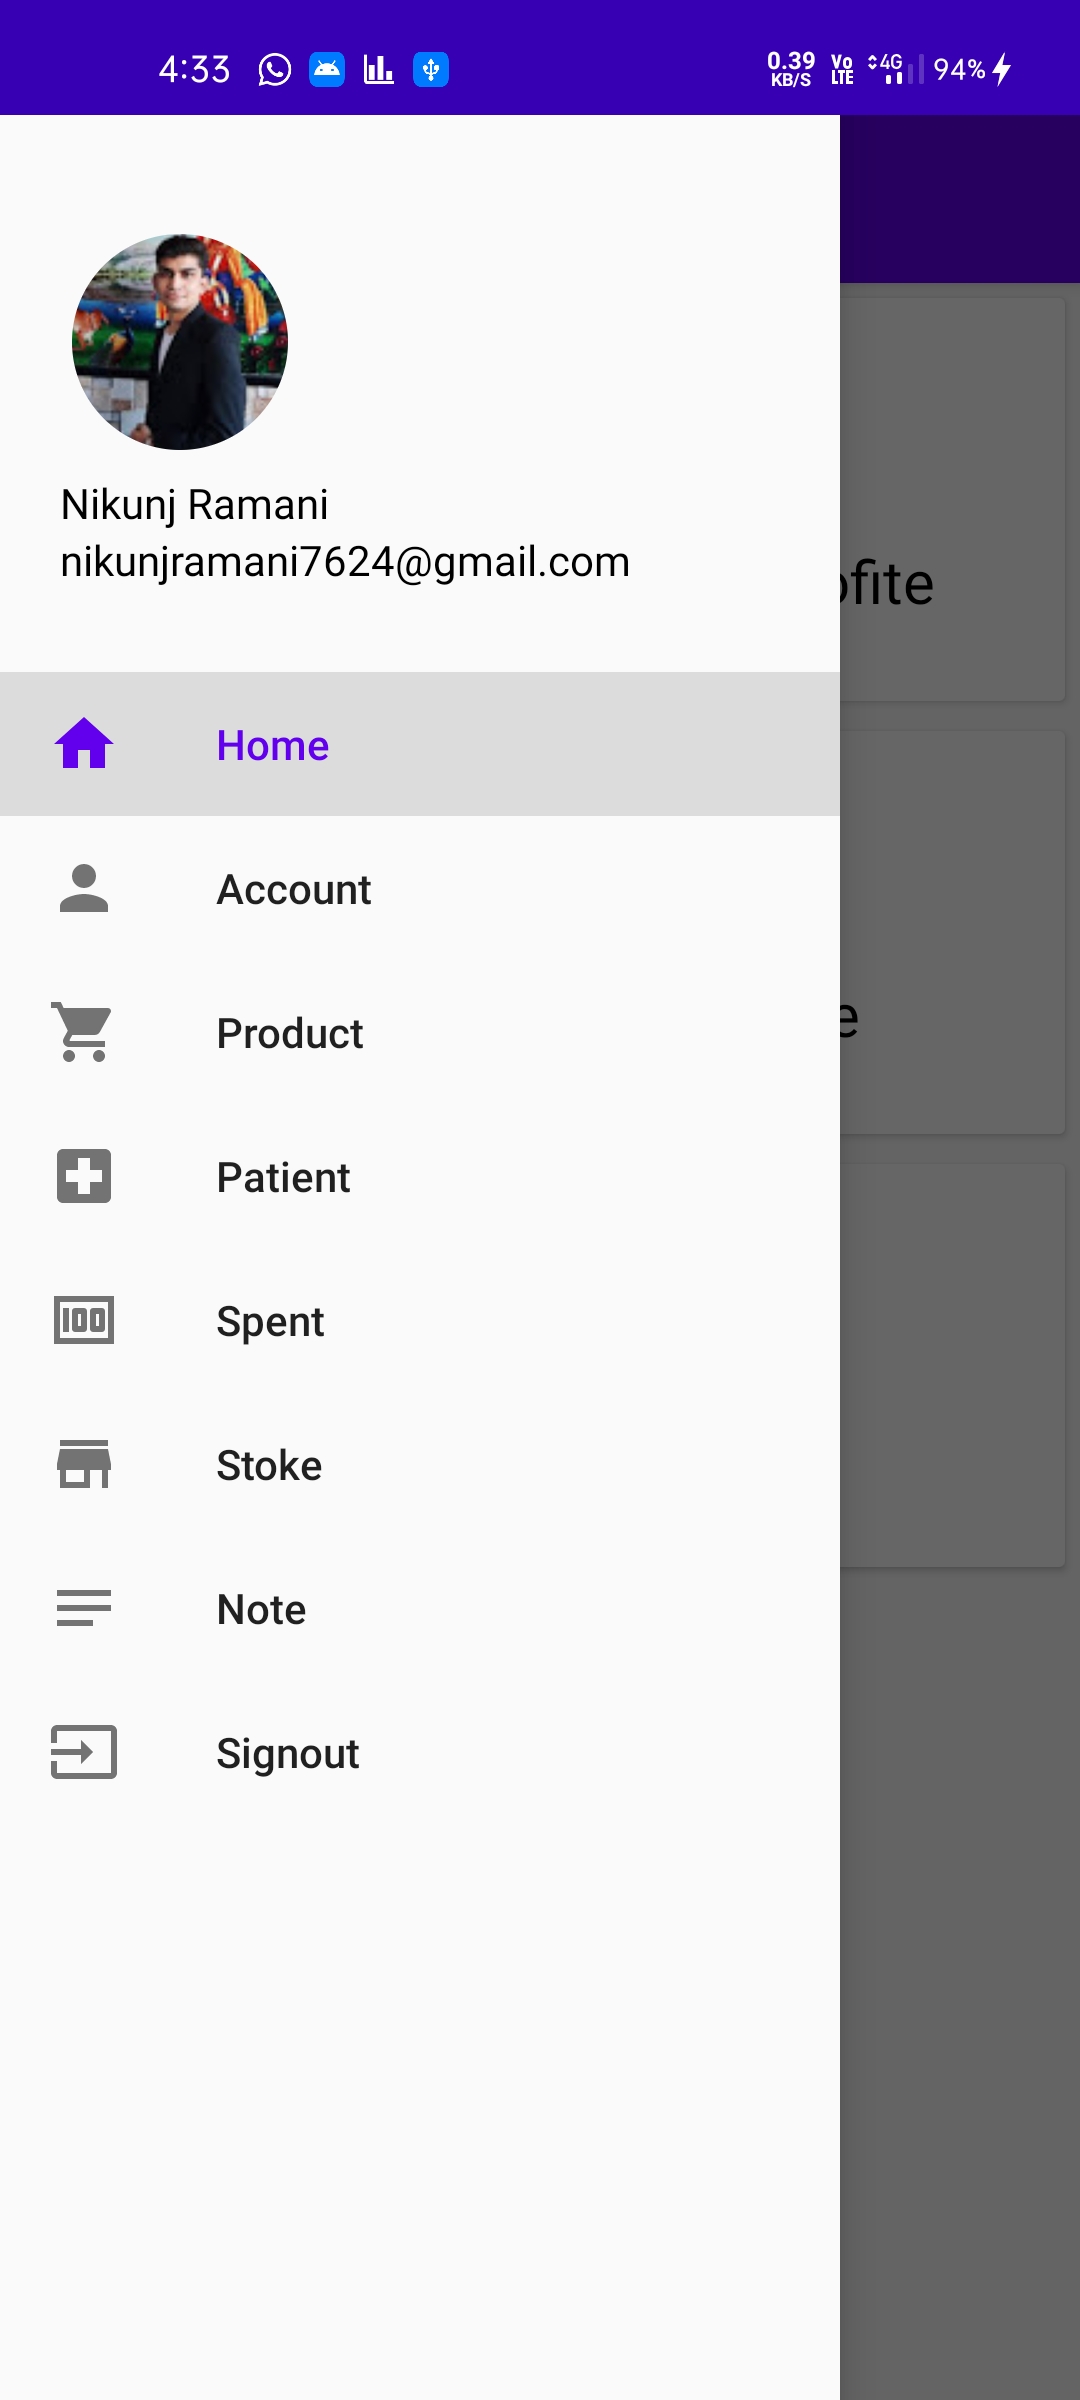 4:33
0.39
KB/S
Vo
LTE
4G
94%
Nikunj Ramani
nikunjramani7624@gmail.com
Home
Account
Product
Patient
100
Spent
Stoke
Note
Signout
ofite
e